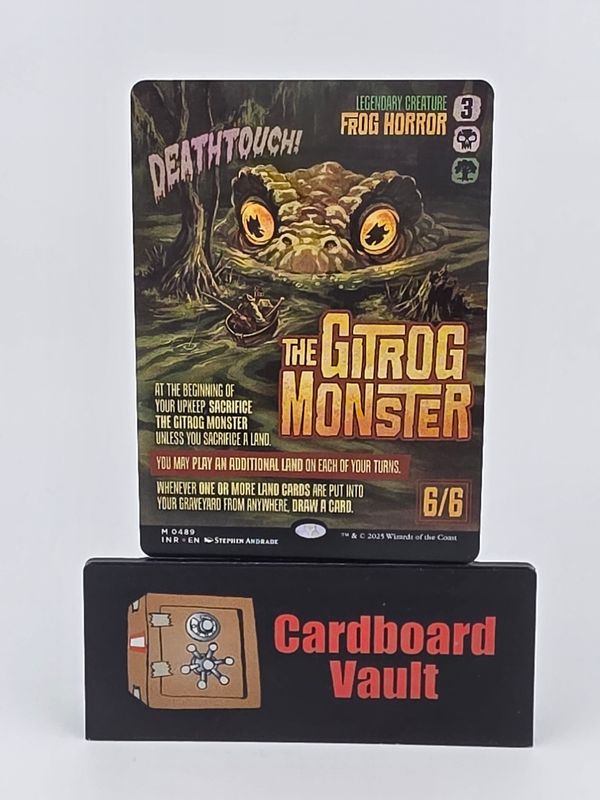 LEGENDARY CREATURE
FROG HORROR
3
DEATHTOUCH!
THE GITROG
MONSTER
AT THE BEGINNING OF
YOUR UPKEEP, SACRIFICE
THE GITROG MONSTER
UNLESS YOU SACRIFICE A LAND.
YOU MAY PLAY AN ADDITIONAL LAND ON EACH OF YOUR TURNS.
WHENEVER ONE OR MORE LAND CARDS ARE PUT INTO
YOUR GRAVEYARD FROM ANYWHERE, DRAW A CARD.
6/6
M 0489
INR • EN STEPHEN ANDRADE
™ & © 2025 Wizards of the Coast
Cardboard
Vault